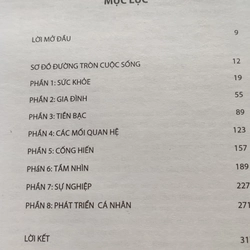 MỤC LỤC
LỜI MỞ ĐẦU 9
SƠ ĐỒ ĐƯỜNG TRÒN CUỘC SỐNG 12
PHẦN 1: SỨC KHỎE 19
PHẦN 2: GIA ĐÌNH 55
PHẦN 3: TIỀN BẠC 89
PHẦN 4: CÁC MỐI QUAN HỆ 123
PHẦN 5: CỐNG HIẾN 157
PHẦN 6: TẦM NHÌN 189
PHẦN 7: SỰ NGHIỆP 227
PHẦN 8: PHÁT TRIỂN CÁ NHÂN 271
LỜI KẾT